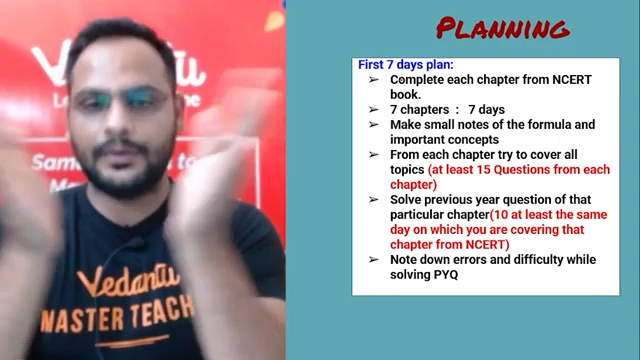 PLANNING
First 7 days plan:
➢ Complete each chapter from NCERT
book.
➢ 7 chapters : 7 days
➢ Make small notes of the formula and
important concepts
➢ From each chapter try to cover all
topics (at least 15 Questions from each
chapter)
➢ Solve previous year question of that
particular chapter(10 at least the same
day on which you are covering that
chapter from NCERT)
➢ Note down errors and difficulty while
solving PYQ
Vedantu
Vedantu
MASTER TEACH